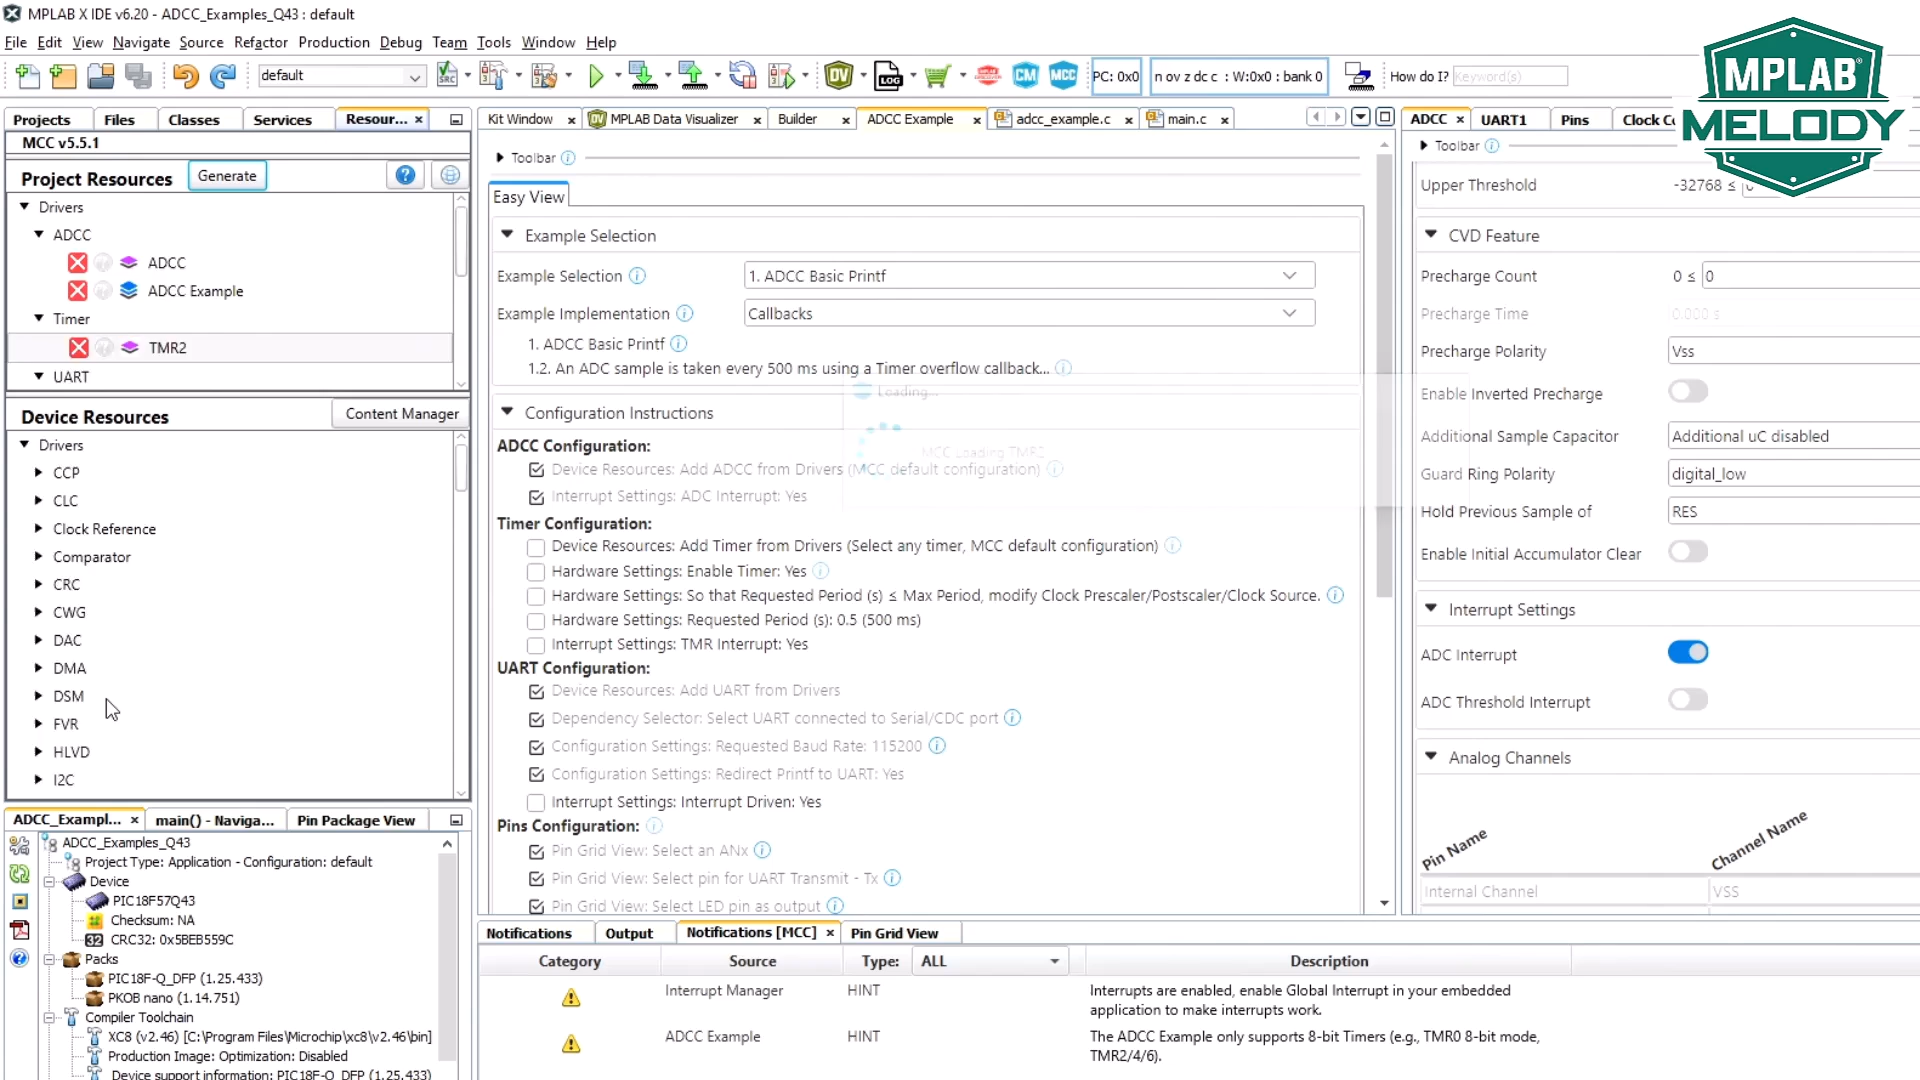 MPLAB X IDE v6.20 - ADCC_Examples_Q43 : default
File Edit View Navigate Source Refactor Production Debug Team Tools Window Help
default
PC: 0x0
n ov z dc c : W:0x0 : bank 0
How do I? Keyword(s)
MPLAB
MELODY
Projects Files Classes Services Resour...
MCC v5.5.1
Project Resources Generate
Drivers
ADCC
ADCC
ADCC Example
Timer
TMR2
UART
Device Resources Content Manager
Drivers
CCP
CLC
Clock Reference
Comparator
CRC
CWG
DAC
DMA
DSM
FVR
HLVD
I2C
ADCC_Exampl... main() - Naviga... Pin Package View
ADCC_Examples_Q43
Project Type: Application - Configuration: default
Device
PIC18F57Q43
Checksum: NA
CRC32: 0x5BEB559C
Packs
PIC18F-Q_DFP (1.25.433)
PKOB nano (1.14.751)
Compiler Toolchain
XC8 (v2.46) [C:\Program Files\Microchip\xc8\v2.46\bin]
Production Image: Optimization: Disabled
Device support information: PIC18F-Q_DFP (1.25.433)
Kit Window MPLAB Data Visualizer Builder ADCC Example adcc_example.c main.c
Toolbar
Easy View
Example Selection
Example Selection 1. ADCC Basic Printf
Example Implementation Callbacks
1. ADCC Basic Printf
1.2. An ADC sample is taken every 500 ms using a Timer overflow callback...
Loading...
MCC Loading TMR2
Configuration Instructions
ADCC Configuration:
Device Resources: Add ADCC from Drivers (MCC default configuration)
Interrupt Settings: ADC Interrupt: Yes
Timer Configuration:
Device Resources: Add Timer from Drivers (Select any timer, MCC default configuration)
Hardware Settings: Enable Timer: Yes
Hardware Settings: So that Requested Period (s) ≤ Max Period, modify Clock Prescaler/Postscaler/Clock Source.
Hardware Settings: Requested Period (s): 0.5 (500 ms)
Interrupt Settings: TMR Interrupt: Yes
UART Configuration:
Device Resources: Add UART from Drivers
Dependency Selector: Select UART connected to Serial/CDC port
Configuration Settings: Requested Baud Rate: 115200
Configuration Settings: Redirect Printf to UART: Yes
Interrupt Settings: Interrupt Driven: Yes
Pins Configuration:
Pin Grid View: Select an ANx
Pin Grid View: Select pin for UART Transmit - Tx
Pin Grid View: Select LED pin as output
Notifications Output Notifications [MCC] Pin Grid View
Category Source Type: ALL Description
Interrupt Manager HINT Interrupts are enabled, enable Global Interrupt in your embedded
application to make interrupts work.
ADCC Example HINT The ADCC Example only supports 8-bit Timers (e.g., TMR0 8-bit mode,
TMR2/4/6).
ADCC UART1 Pins Clock
Toolbar
Upper Threshold -32768 ≤
CVD Feature
Precharge Count 0 ≤ 0
Precharge Time 0.000 s
Precharge Polarity Vss
Enable Inverted Precharge
Additional Sample Capacitor Additional uC disabled
Guard Ring Polarity digital_low
Hold Previous Sample of RES
Enable Initial Accumulator Clear
Interrupt Settings
ADC Interrupt
ADC Threshold Interrupt
Analog Channels
Pin Name Channel Name
Internal Channel VSS